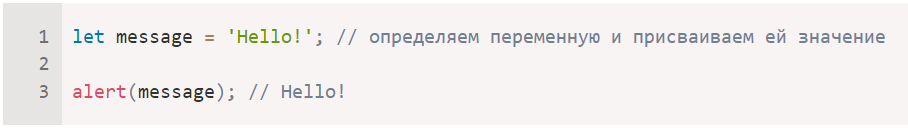 1 let message = 'Hello!'; // определяем переменную и присваиваем ей значение
2
3 alert(message); // Hello!